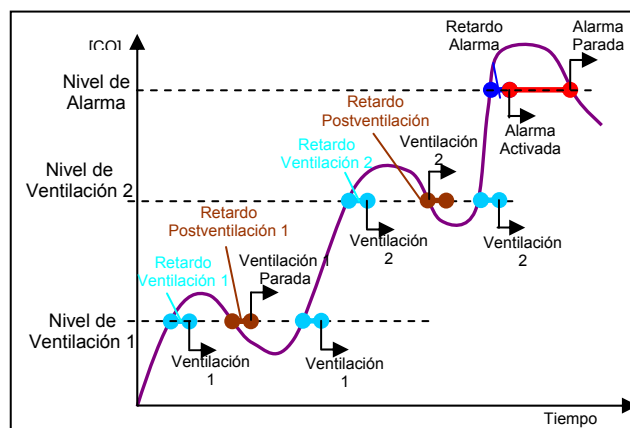 [CO]
Retardo
Alarma
Alarma
Parada
Nivel de
Alarma
Alarma
Activada
Retardo
Postventilación
Ventilación
2
Retardo
Ventilación 2
Nivel de
Ventilación 2
Ventilación
2
Ventilación
2
Retardo
Postventilación 1
Retardo
Ventilación 1
Ventilación 1
Parada
Nivel de
Ventilación 1
Ventilación
1
Ventilación
1
Tiempo